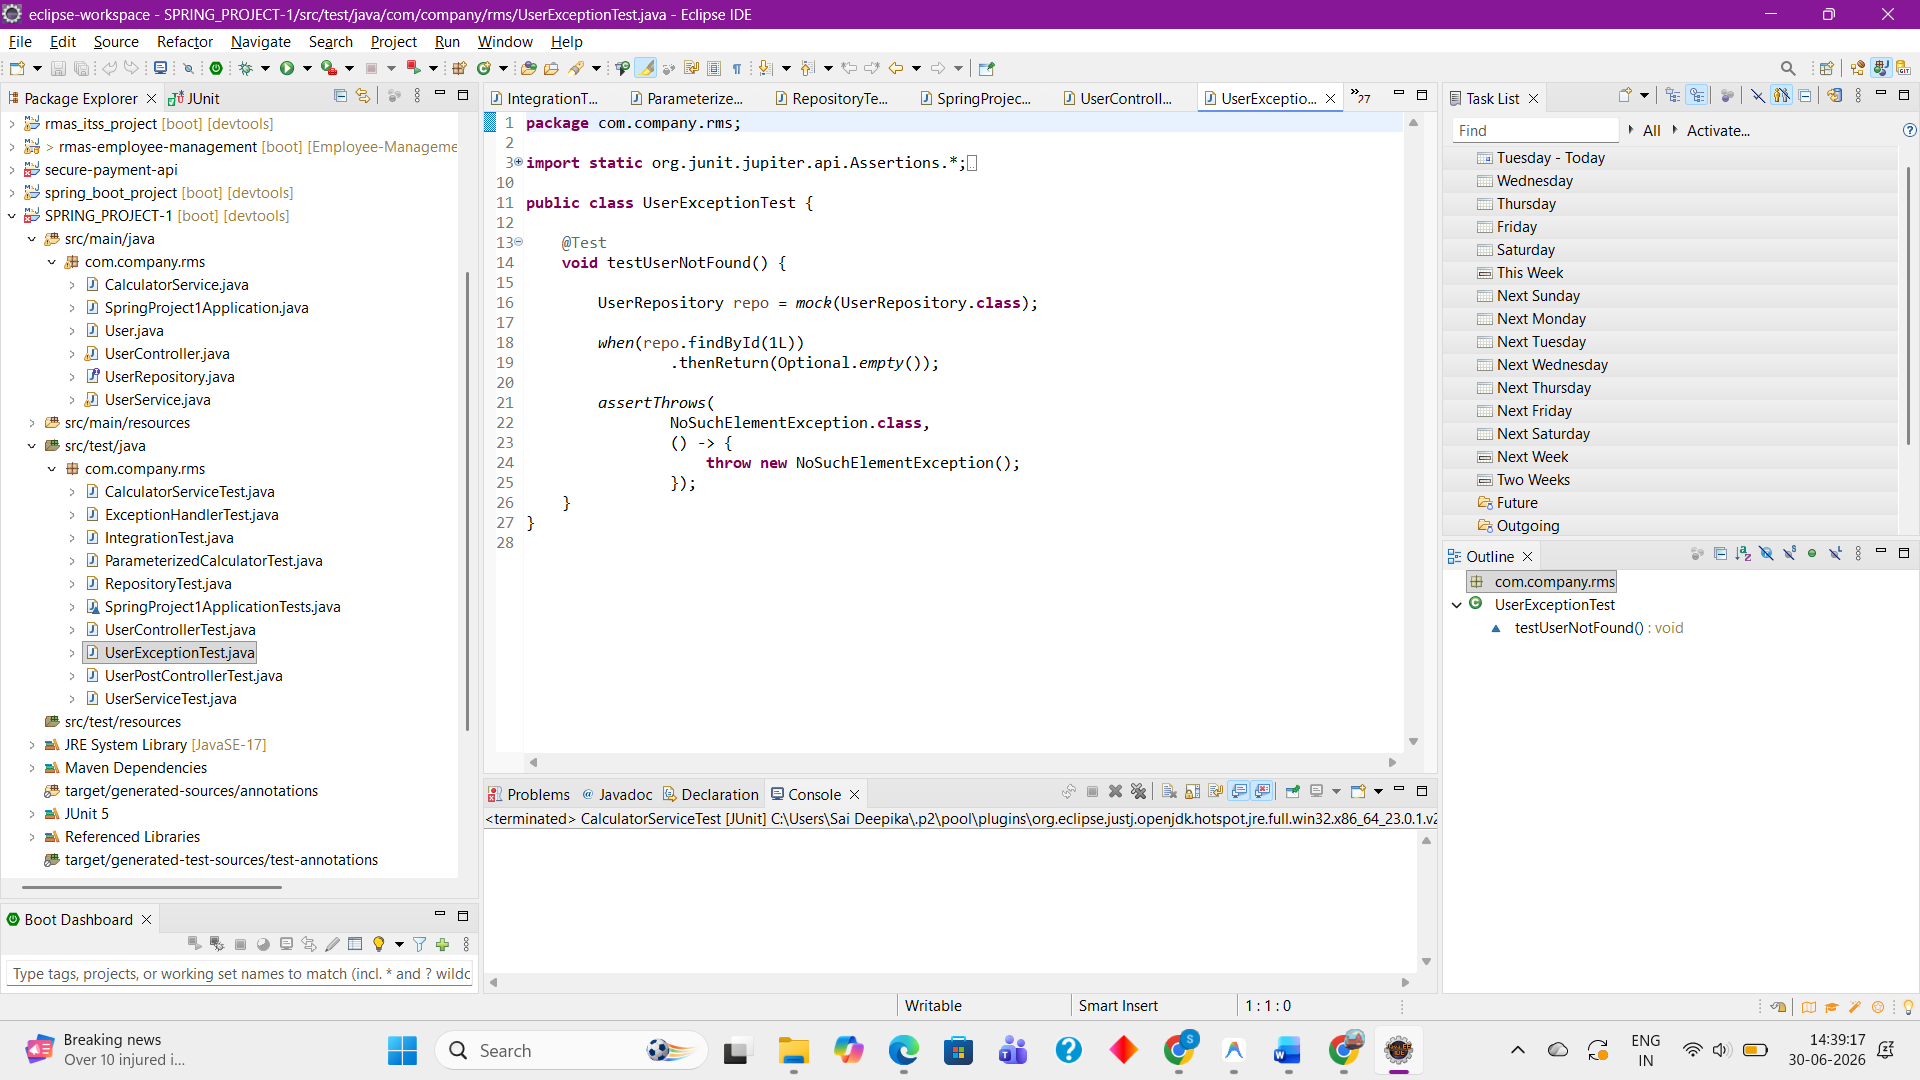 eclipse-workspace - SPRING_PROJECT-1/src/test/java/com/company/rms/UserExceptionTest.java - Eclipse IDE
File Edit Source Refactor Navigate Search Project Run Window Help
Package Explorer
JUnit
rmas_itss_project [boot] [devtools]
> rmas-employee-management [boot] [Employee-Manageme
secure-payment-api
spring_boot_project [boot] [devtools]
SPRING_PROJECT-1 [boot] [devtools]
src/main/java
com.company.rms
CalculatorService.java
SpringProject1Application.java
User.java
UserController.java
UserRepository.java
UserService.java
src/main/resources
src/test/java
com.company.rms
CalculatorServiceTest.java
ExceptionHandlerTest.java
IntegrationTest.java
ParameterizedCalculatorTest.java
RepositoryTest.java
SpringProject1ApplicationTests.java
UserControllerTest.java
UserExceptionTest.java
UserPostControllerTest.java
UserServiceTest.java
src/test/resources
JRE System Library [JavaSE-17]
Maven Dependencies
target/generated-sources/annotations
JUnit 5
Referenced Libraries
target/generated-test-sources/test-annotations
Boot Dashboard
Type tags, projects, or working set names to match (incl. * and ? wildc
IntegrationT... Parameterize... RepositoryTe... SpringProjec... UserControll... UserExceptio... »27
1 package com.company.rms;
2
3 import static org.junit.jupiter.api.Assertions.*;
10
11 public class UserExceptionTest {
12
13 @Test
14 void testUserNotFound() {
15
16 UserRepository repo = mock(UserRepository.class);
17
18 when(repo.findById(1L))
19 .thenReturn(Optional.empty());
20
21 assertThrows(
22 NoSuchElementException.class,
23 () -> {
24 throw new NoSuchElementException();
25 });
26 }
27 }
28
Problems @ Javadoc Declaration Console
<terminated> CalculatorServiceTest [JUnit] C:\Users\Sai Deepika\.p2\pool\plugins\org.eclipse.justj.openjdk.hotspot.jre.full.win32.x86_64_23.0.1.v2
Task List
Find
All
Activate...
Tuesday - Today
Wednesday
Thursday
Friday
Saturday
This Week
Next Sunday
Next Monday
Next Tuesday
Next Wednesday
Next Thursday
Next Friday
Next Saturday
Next Week
Two Weeks
Future
Outgoing
Outline
com.company.rms
UserExceptionTest
testUserNotFound() : void
Writable
Smart Insert
1 : 1 : 0
Breaking news
Over 10 injured i...
Search
ENG
IN
14:39:17
30-06-2026